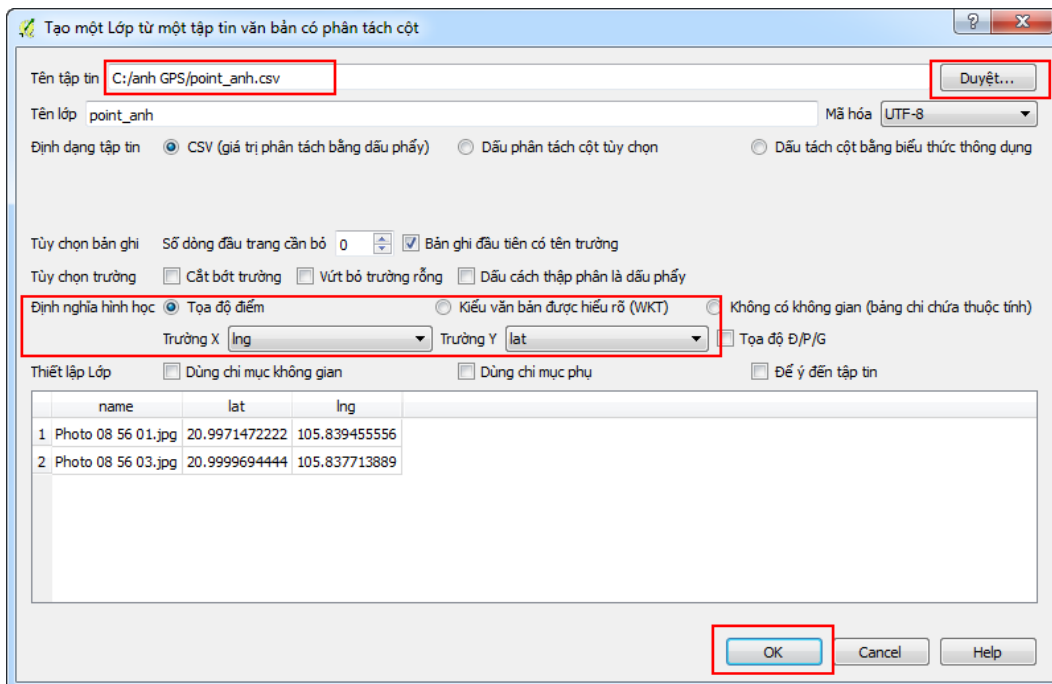 Tạo một Lớp từ một tập tin văn bản có phân tách cột
Tên tập tin C:/anh GPS/point_anh.csv Duyệt...
Tên lớp point_anh Mã hóa UTF-8
Định dạng tập tin CSV (giá trị phân tách bằng dấu phẩy) Dấu phân tách cột tùy chọn Dấu tách cột bằng biểu thức thông dụng
Tùy chọn bản ghi Số dòng đầu trang cần bỏ 0 Bản ghi đầu tiên có tên trường
Tùy chọn trường Cắt bớt trường Vứt bỏ trường rỗng Dấu cách thập phân là dấu phẩy
Định nghĩa hình học Tọa độ điểm Kiểu văn bản được hiểu rõ (WKT) Không có không gian (bảng chỉ chứa thuộc tính)
Trường X lng Trường Y lat Tọa độ Đ/P/G
Thiết lập Lớp Dùng chỉ mục không gian Dùng chỉ mục phụ Để ý đến tập tin
name lat lng
1 Photo 08 56 01.jpg 20.9971472222 105.839455556
2 Photo 08 56 03.jpg 20.9999694444 105.837713889
OK Cancel Help